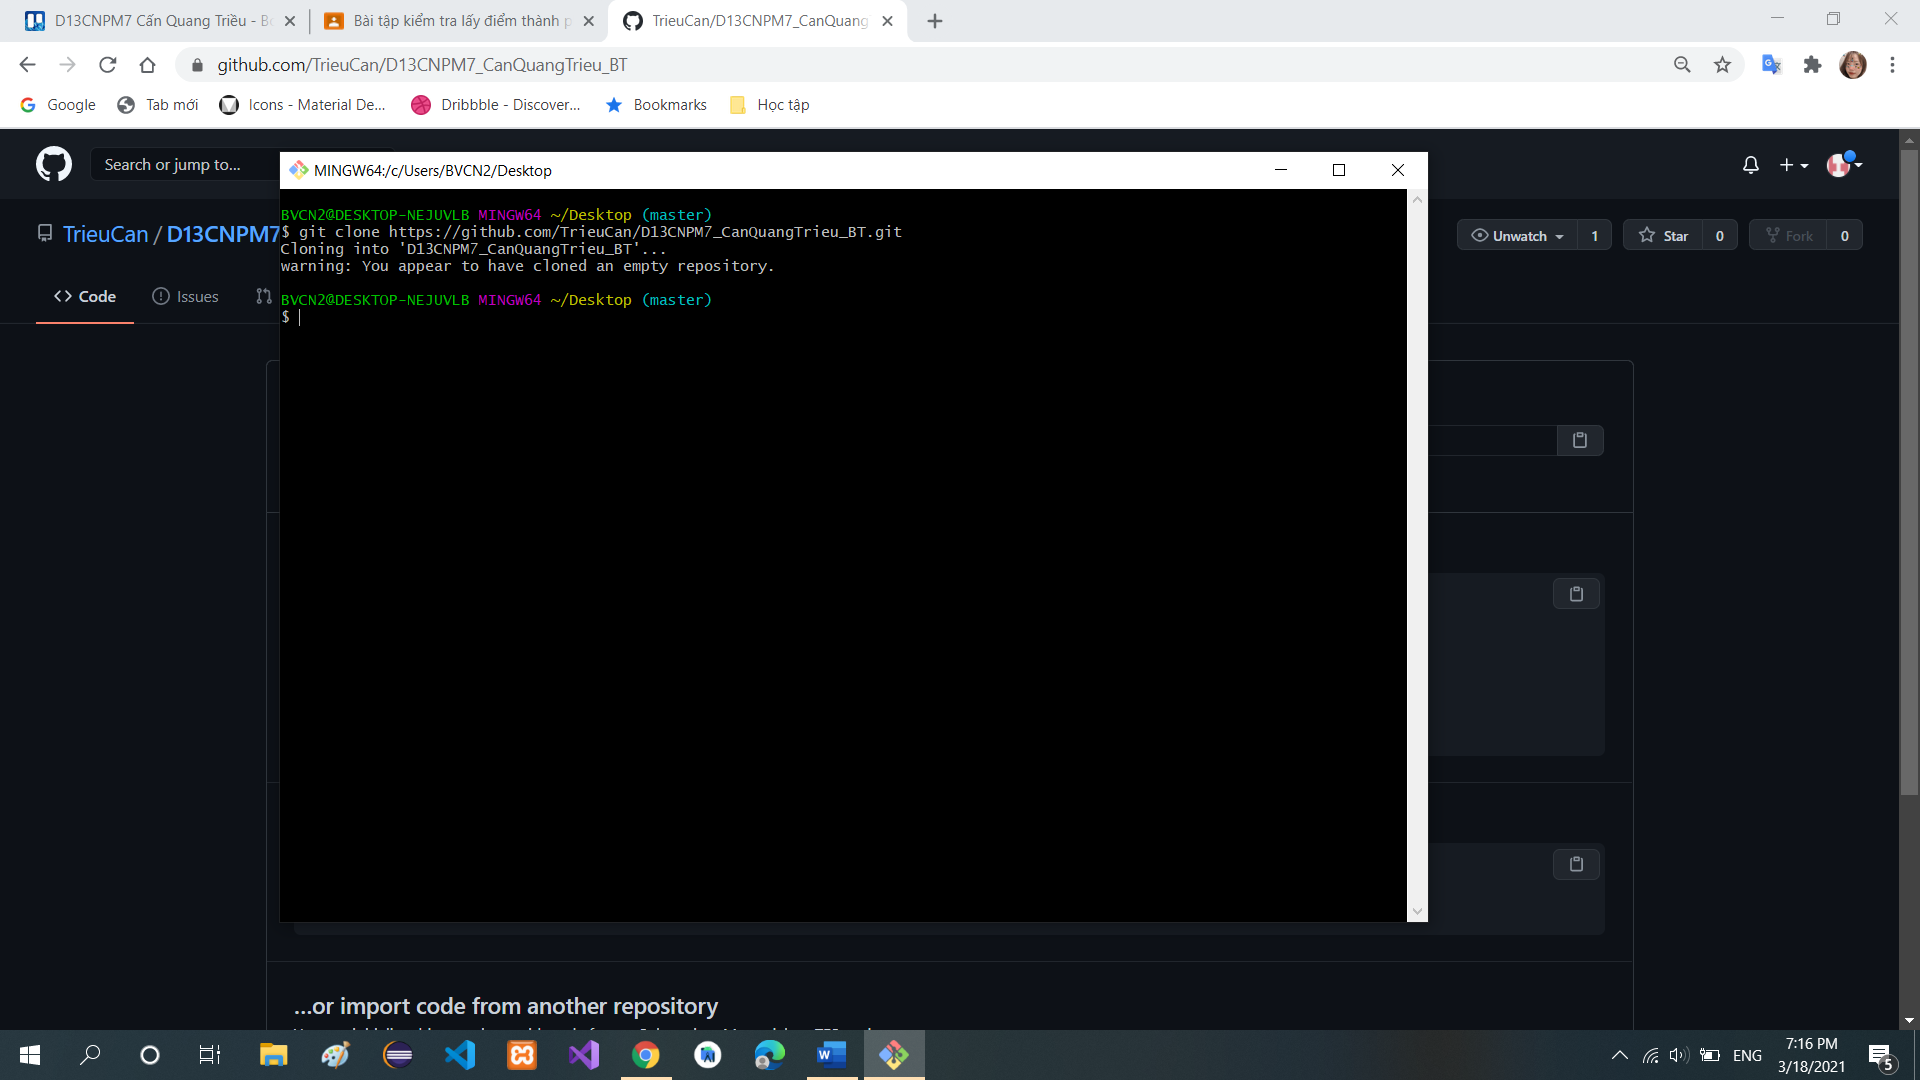 D13CNPM7 Cấn Quang Triều - B
Bài tập kiểm tra lấy điểm thành p
TrieuCan/D13CNPM7_CanQuang
github.com/TrieuCan/D13CNPM7_CanQuangTrieu_BT
Google
Tab mới
Icons - Material De...
Dribbble - Discover...
Bookmarks
Học tập
Search or jump to...
MINGW64:/c/Users/BVCN2/Desktop
TrieuCan / D13CNPM7
Unwatch 1
Star 0
Fork 0
Code
Issues
BVCN2@DESKTOP-NEJUVLB MINGW64 ~/Desktop (master)
$ git clone https://github.com/TrieuCan/D13CNPM7_CanQuangTrieu_BT.git
Cloning into 'D13CNPM7_CanQuangTrieu_BT'...
warning: You appear to have cloned an empty repository.
BVCN2@DESKTOP-NEJUVLB MINGW64 ~/Desktop (master)
$
...or import code from another repository
ENG
7:16 PM
3/18/2021
5